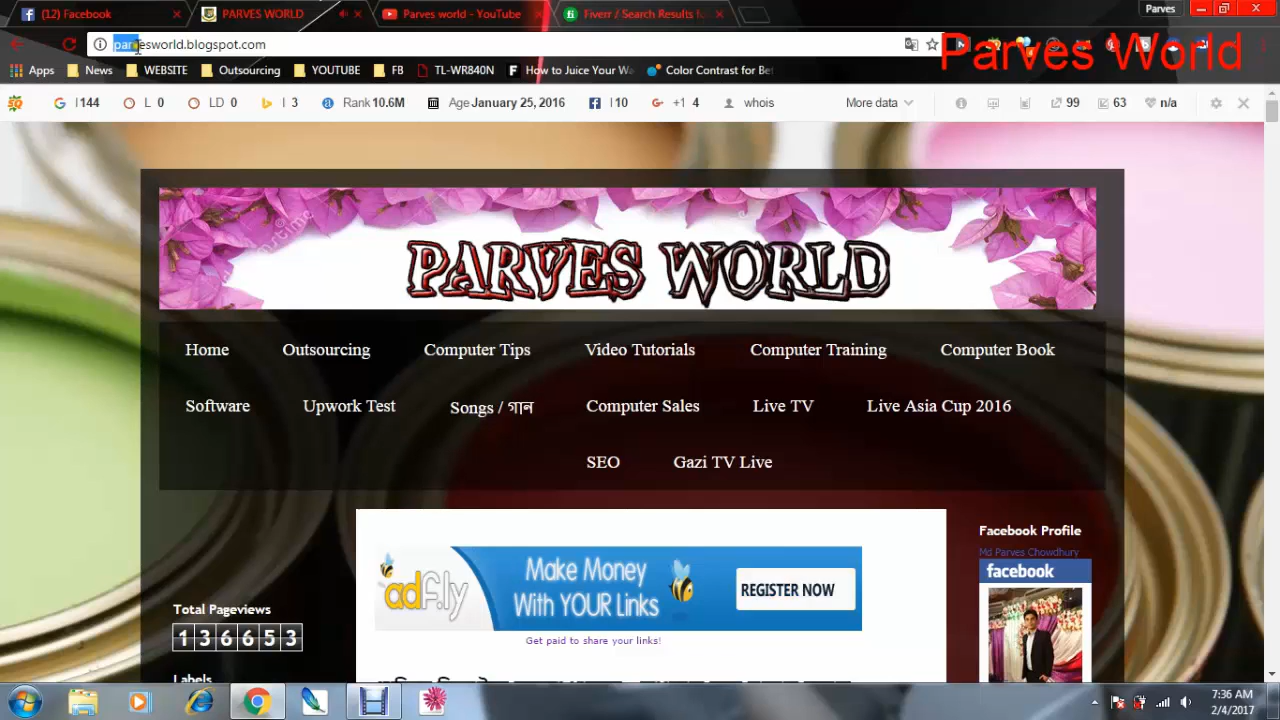 (12) Facebook
PARVES WORLD
Parves world - YouTube
Fiverr / Search Results f
Parves
parvesworld.blogspot.com
Parves World
Apps
News
WEBSITE
Outsourcing
YOUTUBE
FB
TL-WR840N
How to Juice Your Wa
Color Contrast for Bet
I 144
L 0
LD 0
I 3
Rank 10.6M
Age January 25, 2016
I 10
+1 4
whois
More data
99
63
n/a
PARVES WORLD
Home
Outsourcing
Computer Tips
Video Tutorials
Computer Training
Computer Book
Software
Upwork Test
Songs / গান
Computer Sales
Live TV
Live Asia Cup 2016
SEO
Gazi TV Live
Facebook Profile
Md Parves Chowdhury
facebook
adf.ly
Make Money
With YOUR Links
REGISTER NOW
Get paid to share your links!
Total Pageviews
136653
Labels
7:36 AM
2/4/2017